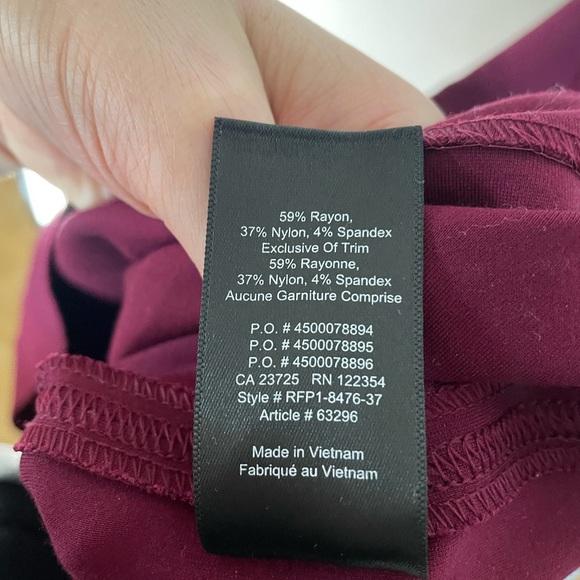 59% Rayon,
37% Nylon, 4% Spandex
Exclusive Of Trim
59% Rayonne,
37% Nylon, 4% Spandex
Aucune Garniture Comprise
P.O. # 4500078894
P.O. # 4500078895
P.O. # 4500078896
CA 23725 RN 122354
Style # RFP1-8476-37
Article # 63296
Made in Vietnam
Fabriqué au Vietnam